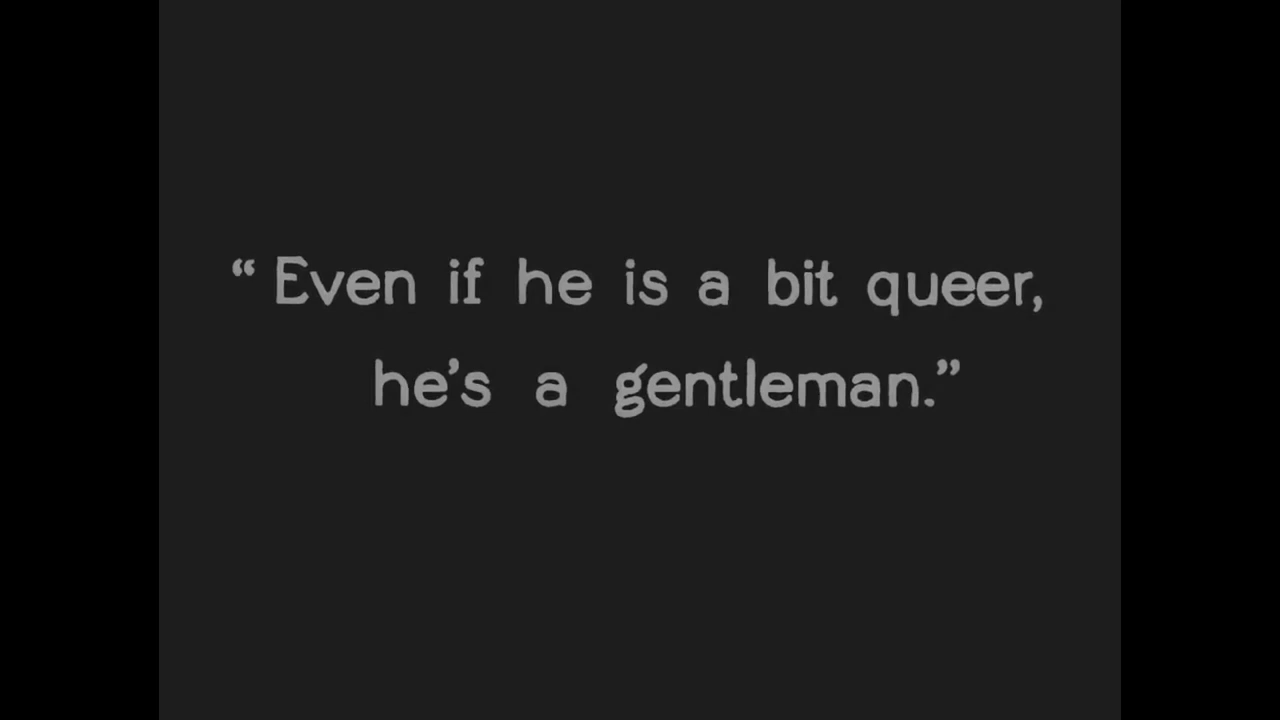 “ Even if he is a bit queer,
he’s a gentleman.”